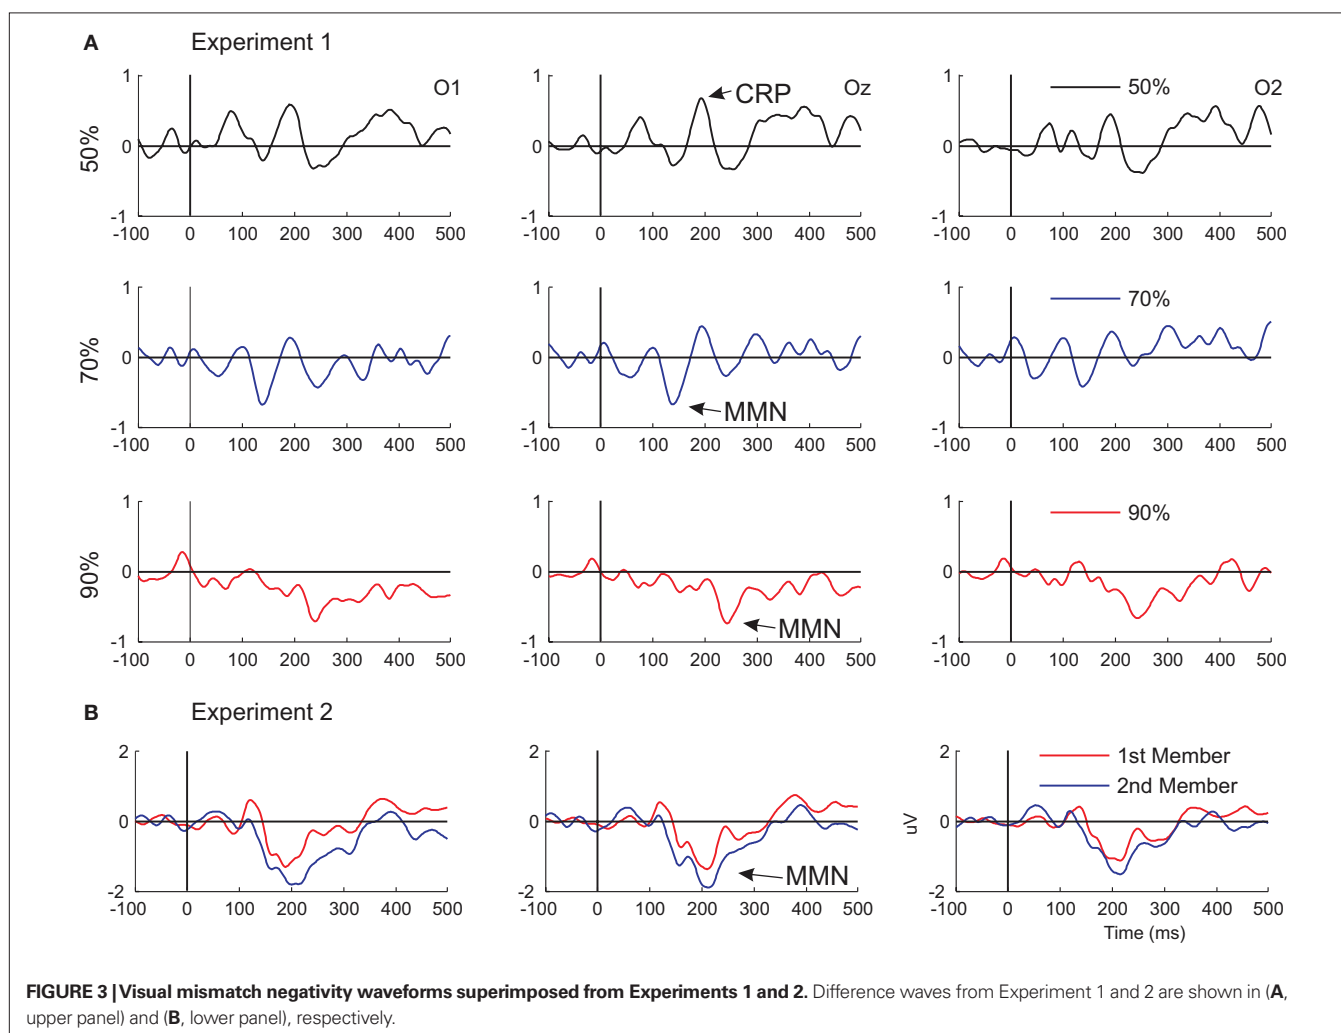 A Experiment 1
50%
1
0
-1
-100 0 100 200 300 400 500
O1
1
0
-1
-100 0 100 200 300 400 500
CRP
Oz
1
0
-1
-100 0 100 200 300 400 500
50%
O2
70%
1
0
-1
-100 0 100 200 300 400 500
1
0
-1
-100 0 100 200 300 400 500
MMN
1
0
-1
-100 0 100 200 300 400 500
70%
90%
1
0
-1
-100 0 100 200 300 400 500
1
0
-1
-100 0 100 200 300 400 500
MMN
1
0
-1
-100 0 100 200 300 400 500
90%
B Experiment 2
2
0
-2
-100 0 100 200 300 400 500
2
0
-2
-100 0 100 200 300 400 500
MMN
2
0
-2
uV
-100 0 100 200 300 400 500
Time (ms)
1st Member
2nd Member
FIGURE 3 | Visual mismatch negativity waveforms superimposed from Experiments 1 and 2. Difference waves from Experiment 1 and 2 are shown in (A,
upper panel) and (B, lower panel), respectively.